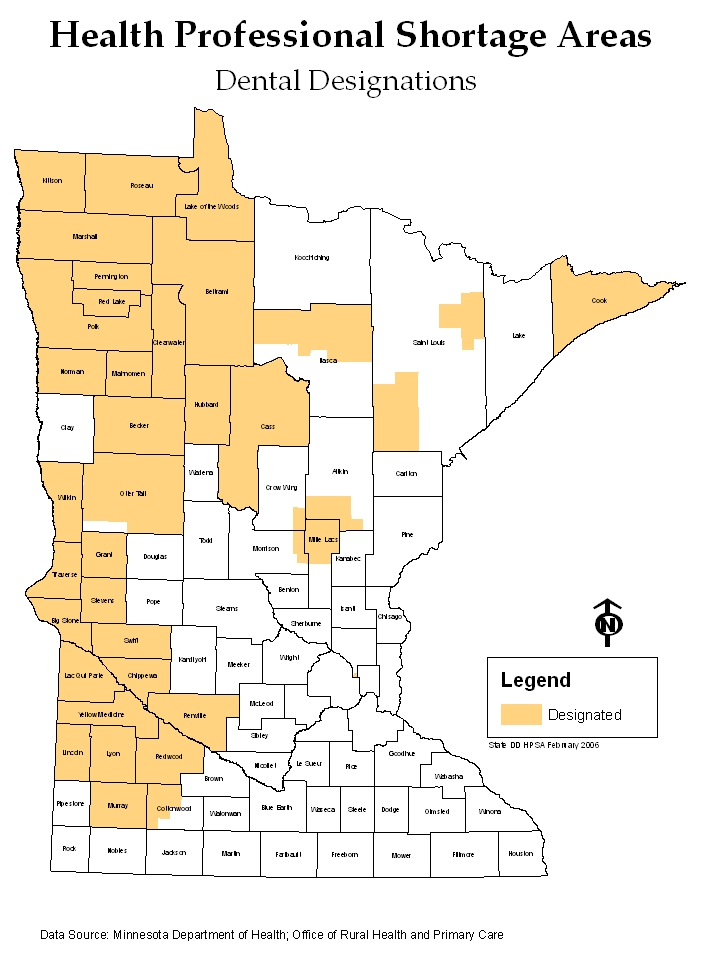 Health Professional Shortage Areas
Dental Designations
Kittson
Roseau
Lake of the Woods
Marshall
Koochiching
Pennington
Beltrami
Red Lake
Cook
Polk
Clearwater
Saint Louis
Lake
Itasca
Norman
Mahnomen
Hubbard
Cass
Clay
Becker
Wadena
Aitkin
Carlton
Crow Wing
Wilkin
Otter Tail
Pine
Todd
Mille Lacs
Morrison
Grant
Douglas
Kanabec
Traverse
Benton
Stevens
Pope
Stearns
Isanti
Chisago
Big Stone
Sherburne
Swift
Kandiyohi
Wright
Meeker
Lac Qui Parle
Chippewa
McLeod
Yellow Medicine
Renville
Sibley
Lincoln
Lyon
Redwood
Goodhue
Nicollet
Le Sueur
Rice
Wabasha
Brown
Pipestone
Murray
Cottonwood
Watonwan
Blue Earth
Waseca
Steele
Dodge
Olmsted
Winona
Rock
Nobles
Jackson
Martin
Faribault
Freeborn
Mower
Fillmore
Houston
N
Legend
Designated
State DD HPSA February 2006
Data Source: Minnesota Department of Health; Office of Rural Health and Primary Care